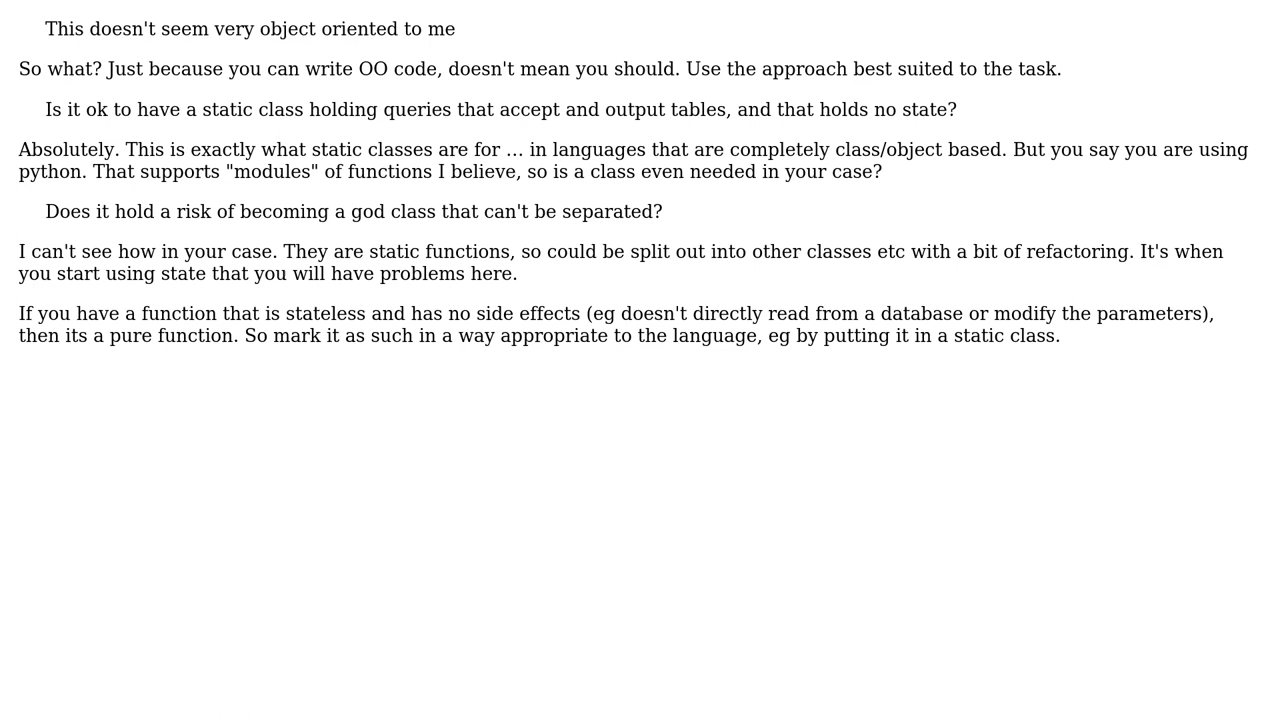 This doesn't seem very object oriented to me
So what? Just because you can write OO code, doesn't mean you should. Use the approach best suited to the task.
Is it ok to have a static class holding queries that accept and output tables, and that holds no state?
Absolutely. This is exactly what static classes are for … in languages that are completely class/object based. But you say you are using
python. That supports "modules" of functions I believe, so is a class even needed in your case?
Does it hold a risk of becoming a god class that can't be separated?
I can't see how in your case. They are static functions, so could be split out into other classes etc with a bit of refactoring. It's when
you start using state that you will have problems here.
If you have a function that is stateless and has no side effects (eg doesn't directly read from a database or modify the parameters),
then its a pure function. So mark it as such in a way appropriate to the language, eg by putting it in a static class.